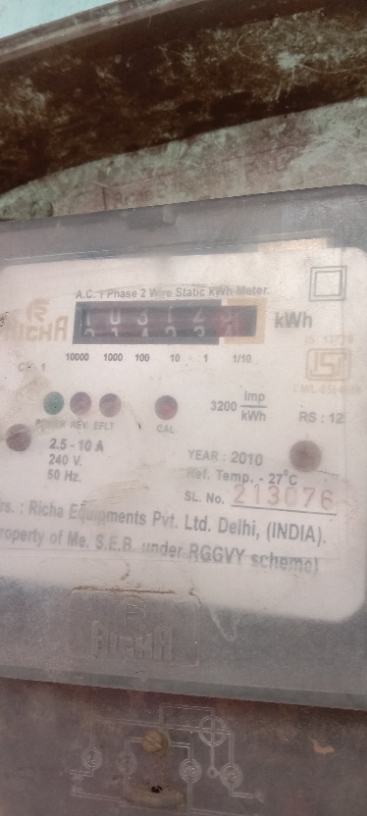 A.C. 1 Phase 2 Wire Static kWh Meter.
RICHA
kWh
10000 1000 100 10 1 1/10
C - 1
3200 imp/kWh
RS : 12
POWER REV EFLT CAL
2.5 - 10 A
240 V.
50 Hz.
YEAR : 2010
Ref. Temp. - 27°C
SL. No. 213076
rs. : Richa Equipments Pvt. Ltd. Delhi, (INDIA).
roperty of Me. S.E.B. under RGGVY scheme)
RICHA